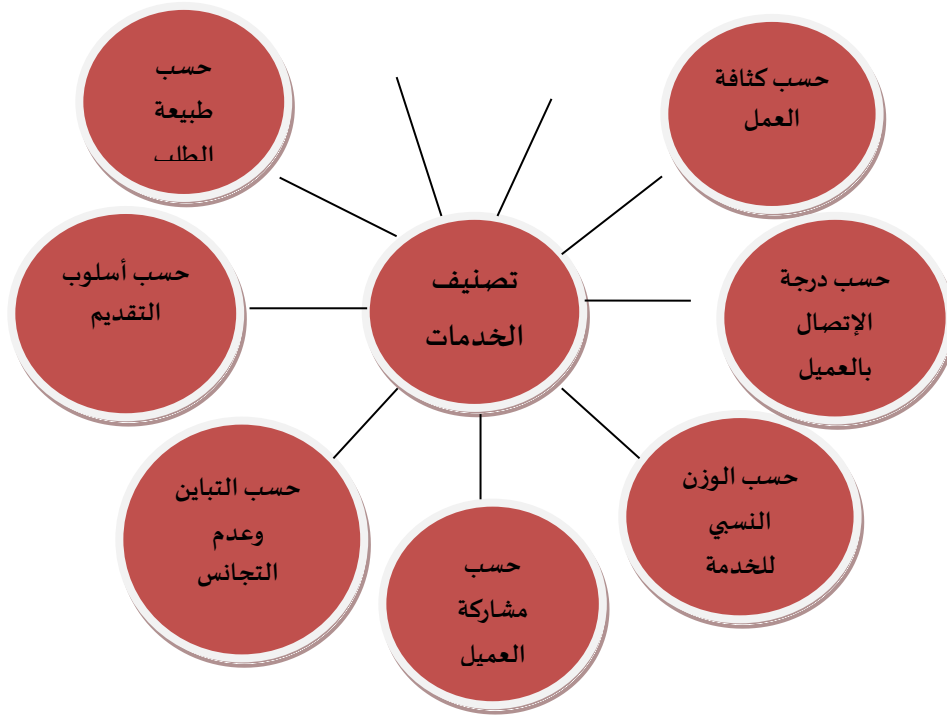 تصنيف
الخدمات
حسب كثافة
العمل
حسب درجة
الإتصال
بالعميل
حسب الوزن
النسبي
للخدمة
حسب
مشاركة
العميل
حسب التباين
وعدم
التجانس
حسب أسلوب
التقديم
حسب
طبيعة
الطلب